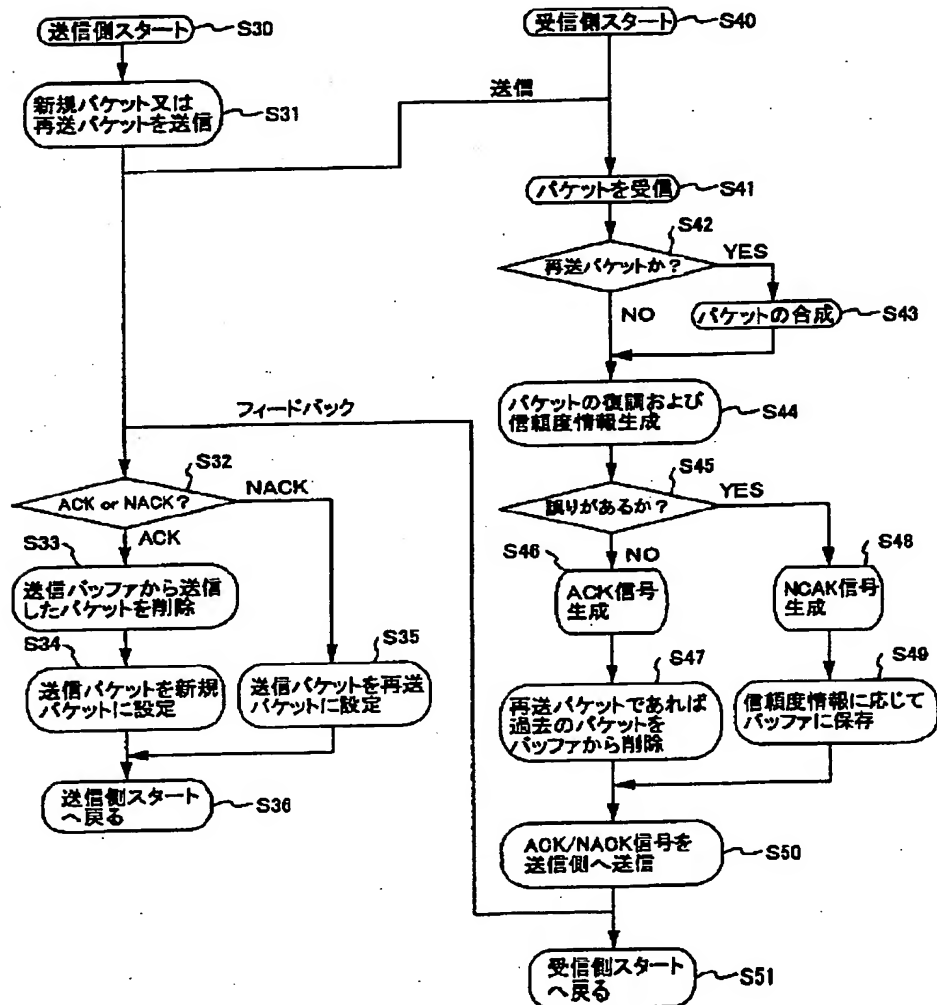 送信側スタート
S30
新規パケット又は
再送パケットを送信
S31
フィードバック
S32
ACK or NACK?
NACK
ACK
S33
送信バッファから送信
したパケットを削除
S34
送信パケットを新規
パケットに設定
S35
送信パケットを再送
パケットに設定
送信側スタート
へ戻る
S36
受信側スタート
S40
送信
パケットを受信
S41
S42
再送パケットか?
YES
NO
パケットの合成
S43
パケットの復調および
信頼度情報生成
S44
S45
誤りがあるか?
YES
NO
S46
ACK信号
生成
S48
NCAK信号
生成
S47
再送パケットであれば
過去のパケットを
バッファから削除
S49
信頼度情報に応じて
バッファに保存
ACK/NACK信号を
送信側へ送信
S50
受信側スタート
へ戻る
S51